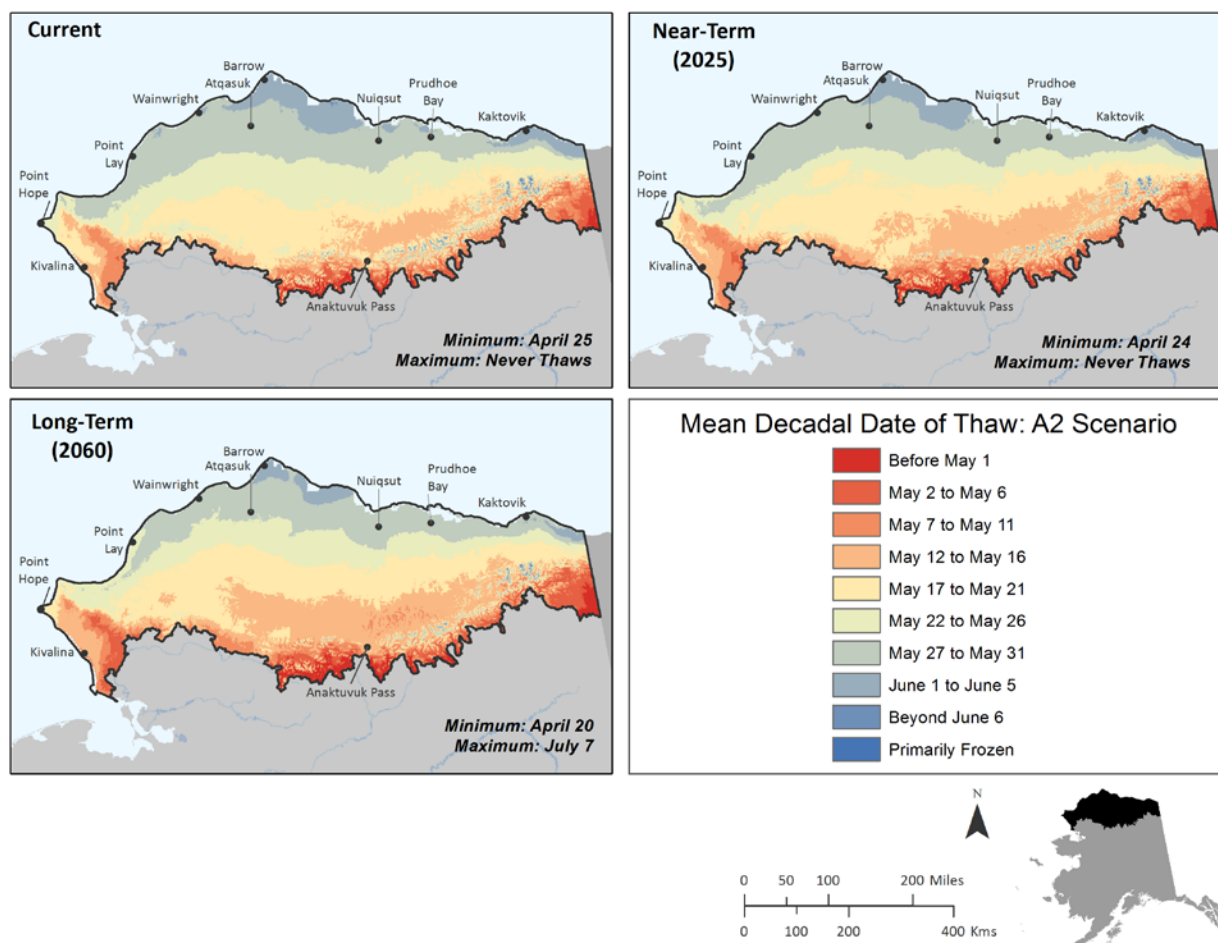 Current
Barrow
Atqasuk
Wainwright
Nuiqsut
Prudhoe
Bay
Kaktovik
Point
Lay
Point
Hope
Kivalina
Anaktuvuk Pass
Minimum: April 25
Maximum: Never Thaws
Near-Term
(2025)
Barrow
Atqasuk
Wainwright
Nuiqsut
Prudhoe
Bay
Kaktovik
Point
Lay
Point
Hope
Kivalina
Anaktuvuk Pass
Minimum: April 24
Maximum: Never Thaws
Long-Term
(2060)
Barrow
Atqasuk
Wainwright
Nuiqsut
Prudhoe
Bay
Kaktovik
Point
Lay
Point
Hope
Kivalina
Anaktuvuk Pass
Minimum: April 20
Maximum: July 7
Mean Decadal Date of Thaw: A2 Scenario
Before May 1
May 2 to May 6
May 7 to May 11
May 12 to May 16
May 17 to May 21
May 22 to May 26
May 27 to May 31
June 1 to June 5
Beyond June 6
Primarily Frozen
N
0 50 100 200 Miles
0 100 200 400 Kms